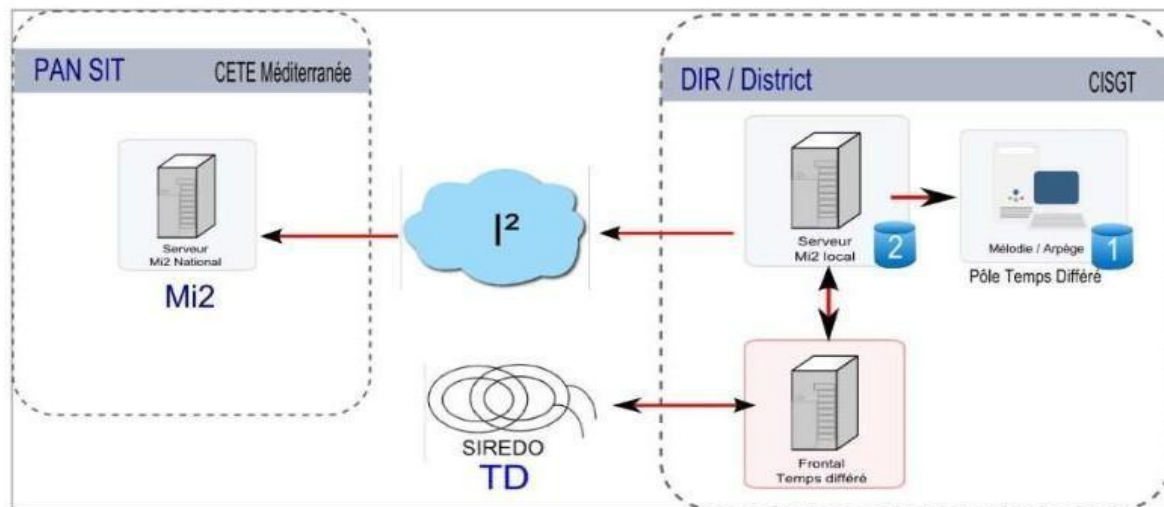 PAN SIT
CETE Méditerranée
Serveur
Mi2 National
Mi2
I²
SIREDO
TD
DIR / District
CISGT
Serveur
Mi2 local
2
Mélodie / Arpège
1
Pôle Temps Différé
Frontal
Temps différé